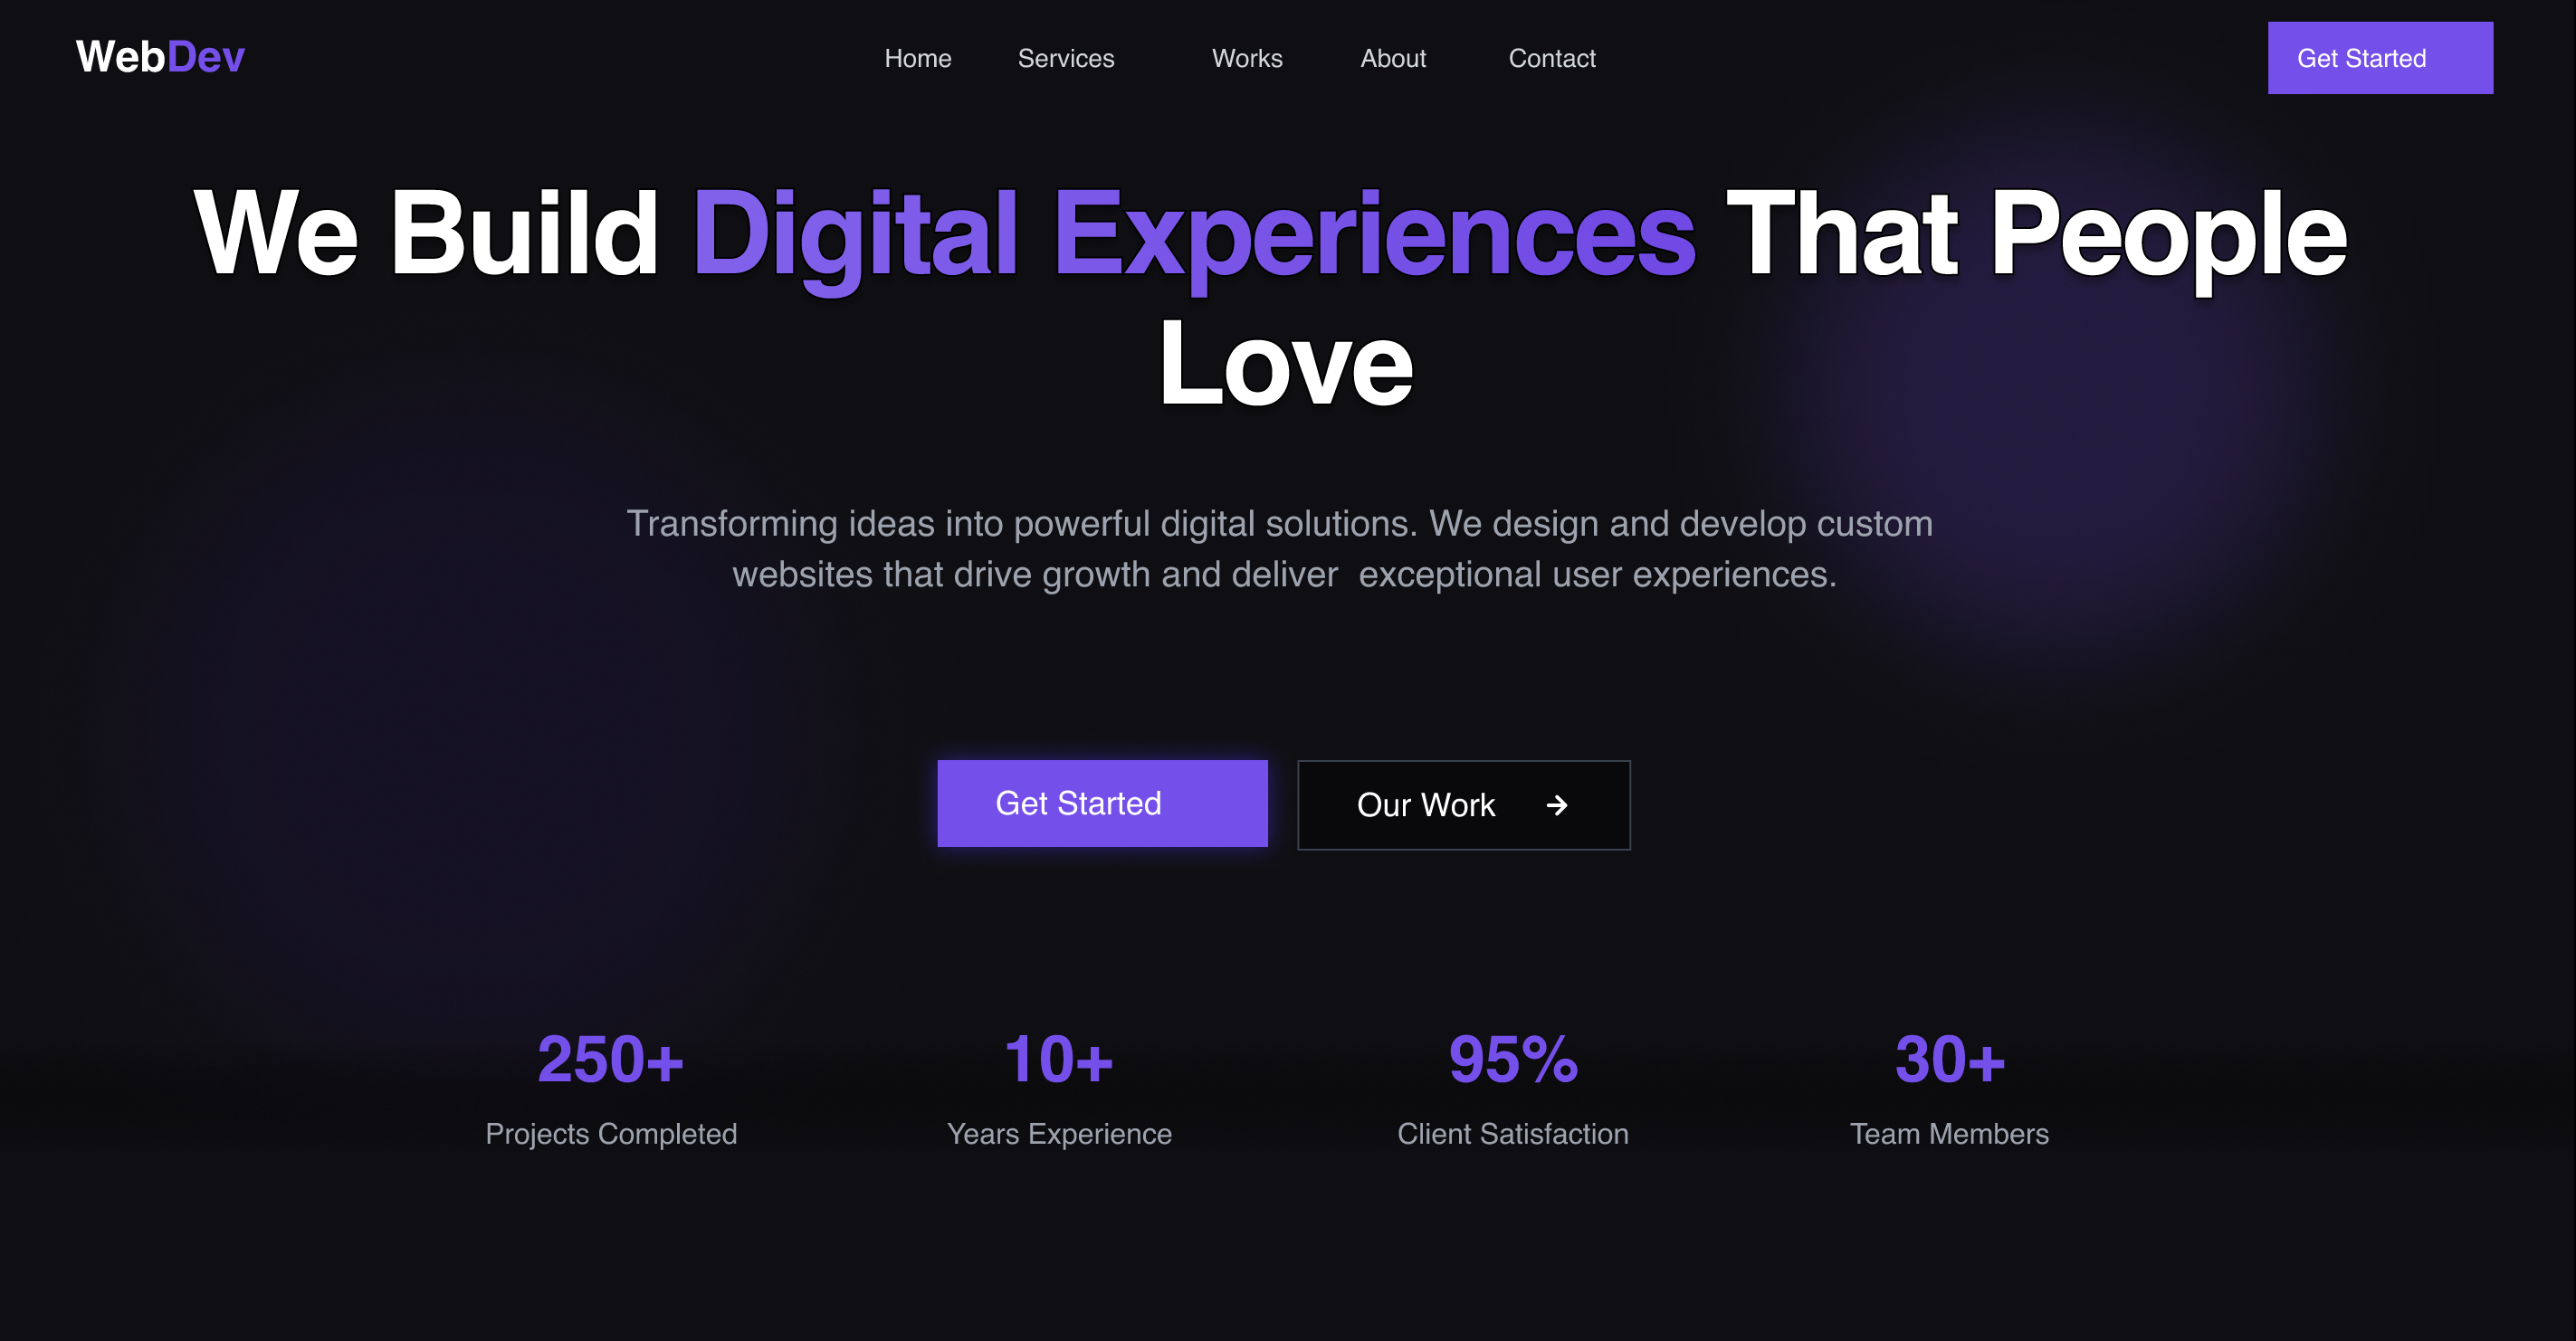 WebDev
Home Services Works About Contact
Get Started
We Build Digital Experiences That People
Love
Transforming ideas into powerful digital solutions. We design and develop custom
websites that drive growth and deliver  exceptional user experiences.
Get Started
Our Work →
250+ 10+ 95% 30+
Projects Completed Years Experience Client Satisfaction Team Members